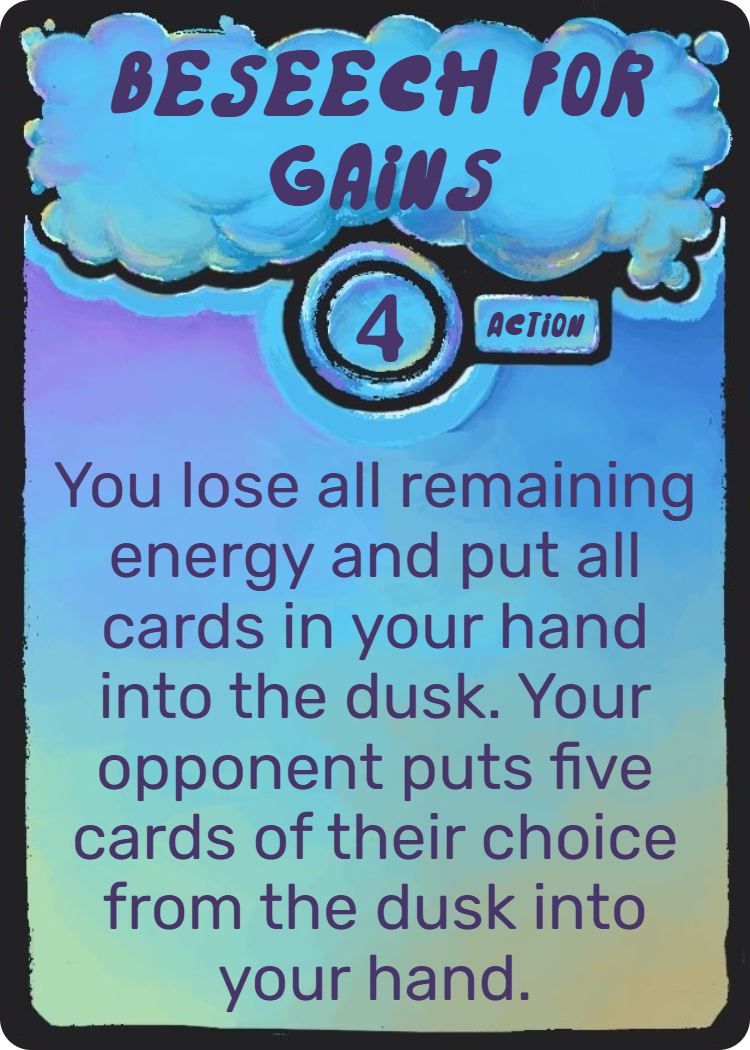 BESEECH FOR
GAINS
4
ACTION
You lose all remaining
energy and put all
cards in your hand
into the dusk. Your
opponent puts five
cards of their choice
from the dusk into
your hand.